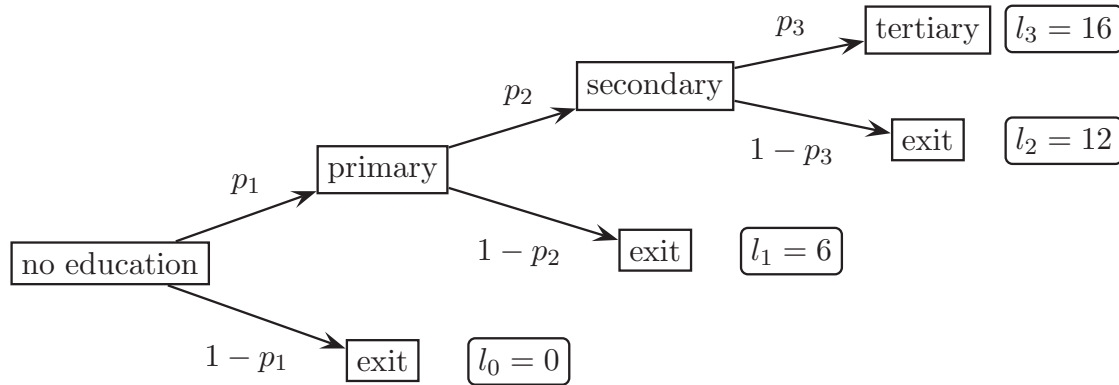 p₃
tertiary
l₃ = 16
p₂
secondary
1 − p₃
exit
l₂ = 12
p₁
primary
1 − p₂
exit
l₁ = 6
no education
1 − p₁
exit
l₀ = 0